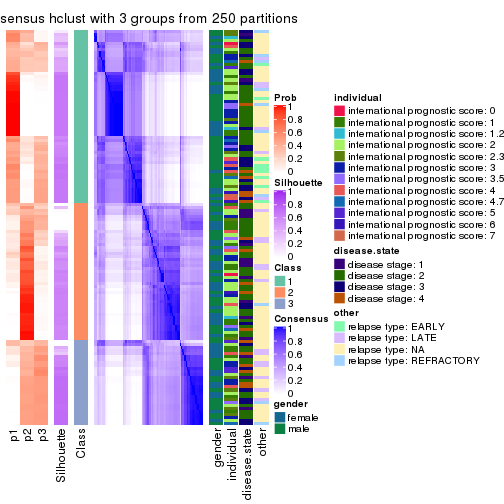 sensus hclust with 3 groups from 250 partitions
Prob
1
0.8
0.6
0.4
0.2
0
Silhouette
1
0.8
0.6
0.4
0.2
0
Class
1
2
3
Consensus
1
0.8
0.6
0.4
0.2
0
gender
female
male
individual
international prognostic score: 0
international prognostic score: 1
international prognostic score: 1.2
international prognostic score: 2
international prognostic score: 2.3
international prognostic score: 3
international prognostic score: 3.5
international prognostic score: 4
international prognostic score: 4.7
international prognostic score: 5
international prognostic score: 6
international prognostic score: 7
disease.state
disease stage: 1
disease stage: 2
disease stage: 3
disease stage: 4
other
relapse type: EARLY
relapse type: LATE
relapse type: NA
relapse type: REFRACTORY
p1
p2
p3
Silhouette
Class
gender
individual
disease.state
other